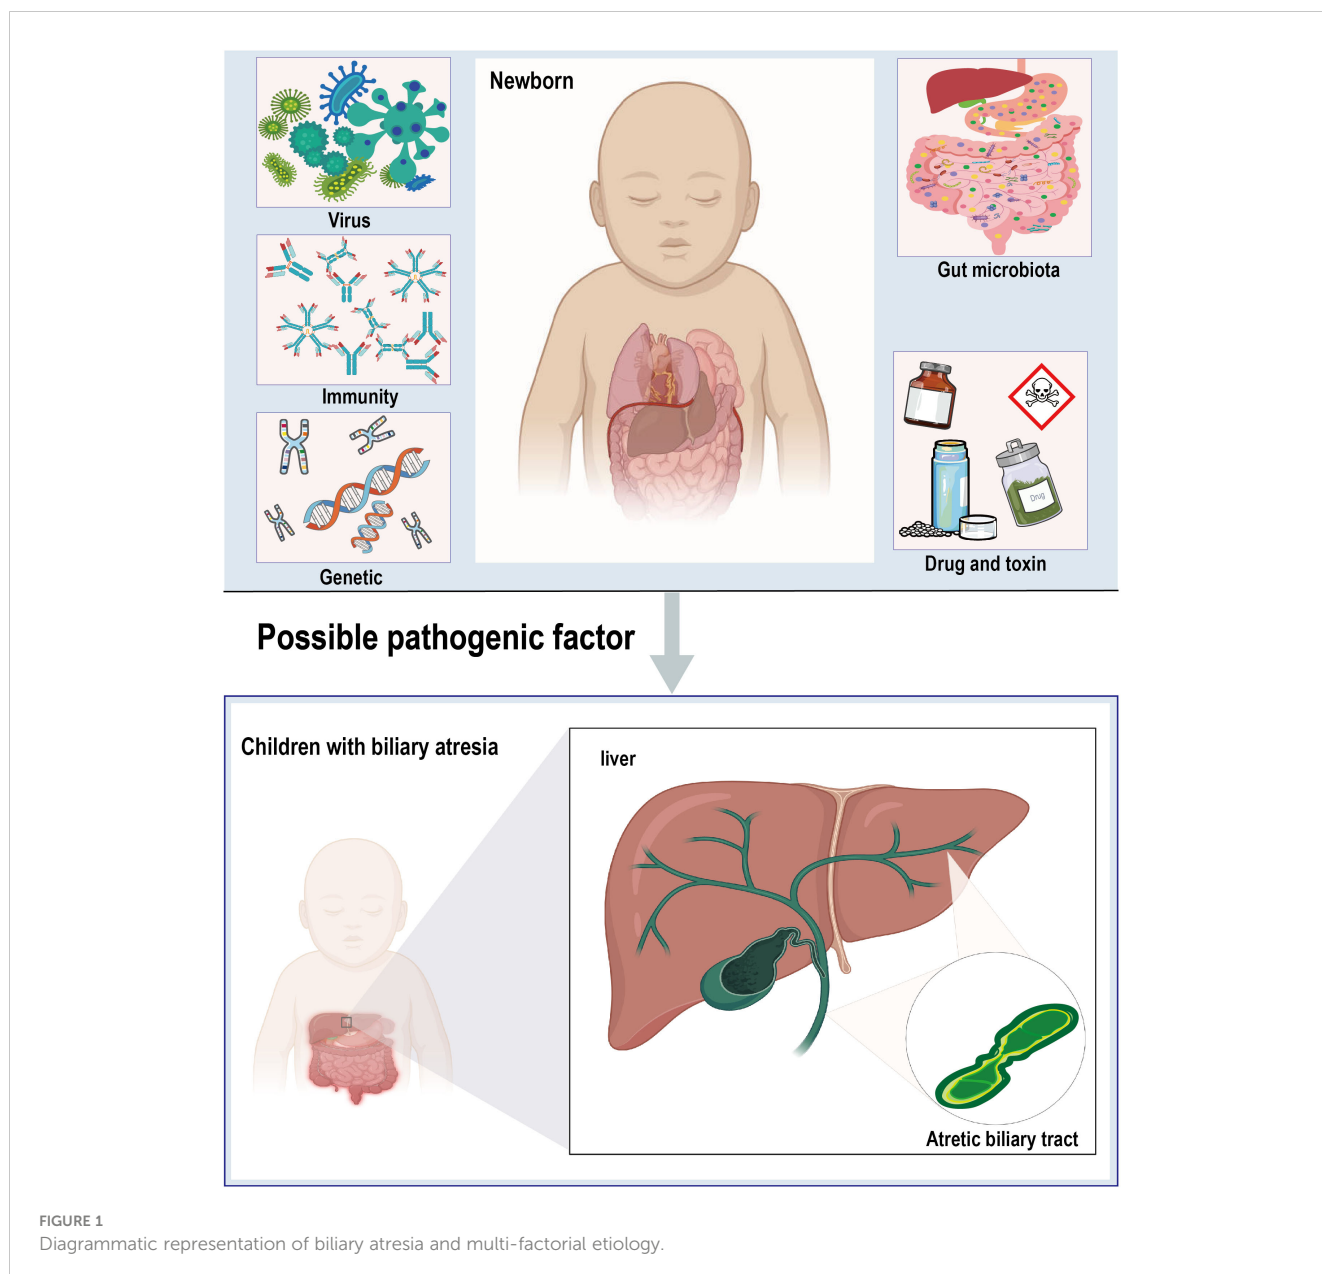 Newborn
Virus
Immunity
Genetic
Gut microbiota
Drug
Drug and toxin
Possible pathogenic factor
Children with biliary atresia
liver
Atretic biliary tract
FIGURE 1
Diagrammatic representation of biliary atresia and multi-factorial etiology.